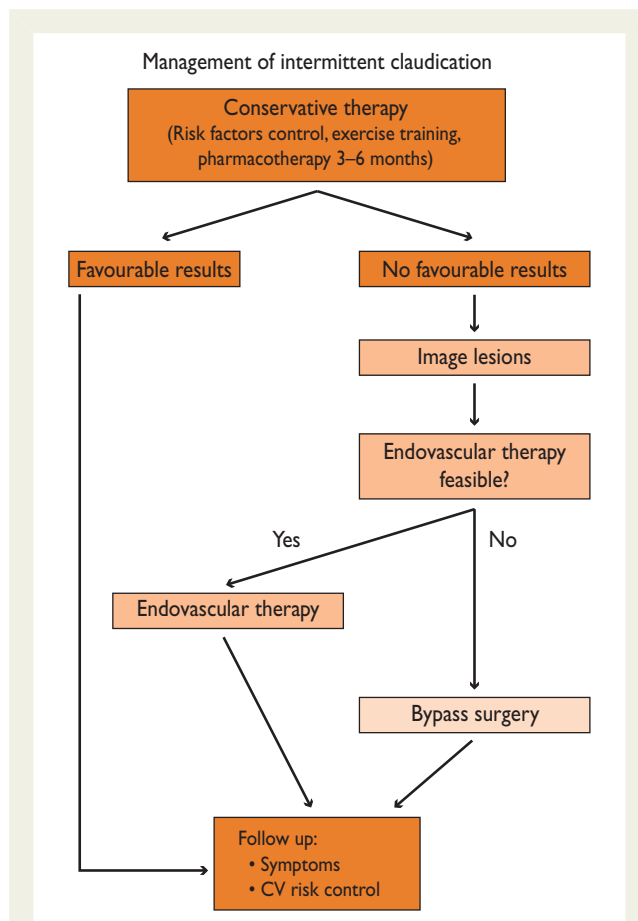 Management of intermittent claudication
Conservative therapy
(Risk factors control, exercise training,
pharmacotherapy 3–6 months)
Favourable results
No favourable results
Image lesions
Endovascular therapy
feasible?
Yes
No
Endovascular therapy
Bypass surgery
Follow up:
• Symptoms
• CV risk control